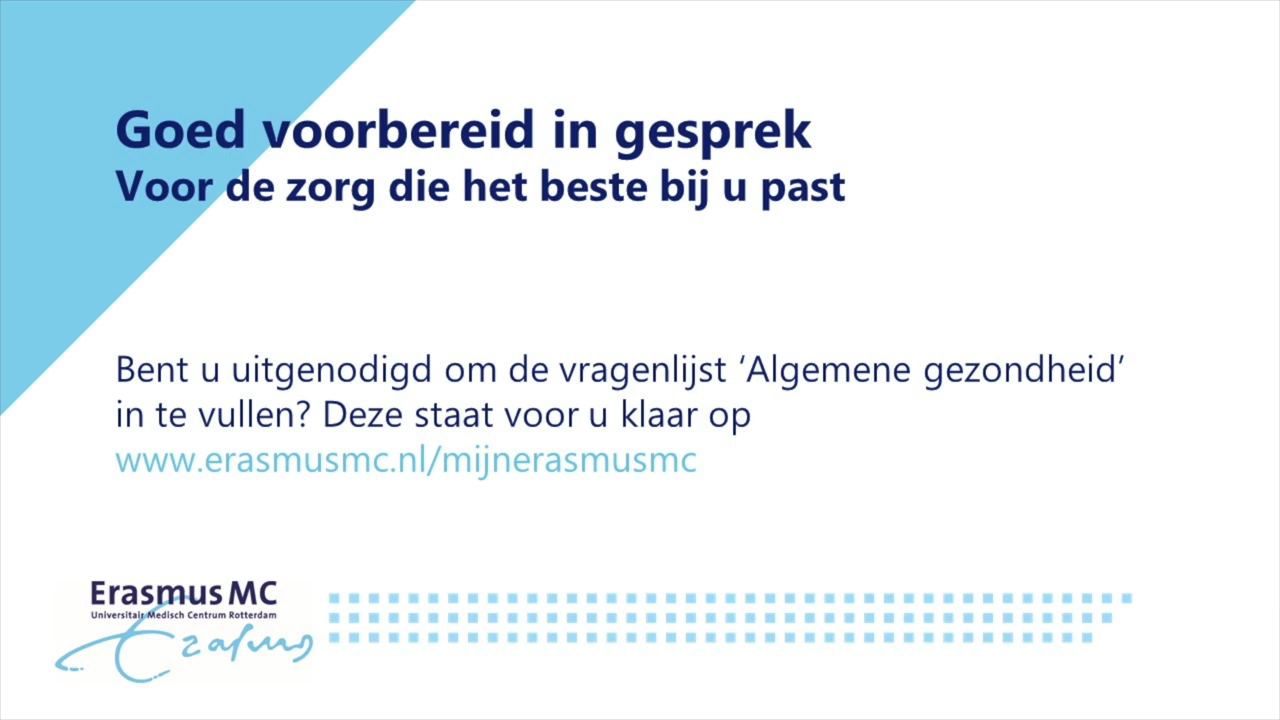 Goed voorbereid in gesprek
Voor de zorg die het beste bij u past
Bent u uitgenodigd om de vragenlijst ‘Algemene gezondheid’
in te vullen? Deze staat voor u klaar op
www.erasmusmc.nl/mijnerasmusmc
Erasmus MC
Universitair Medisch Centrum Rotterdam
Erasmus